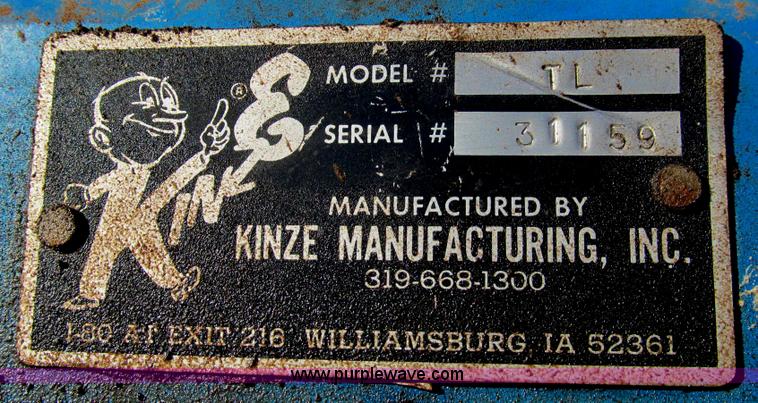 MODEL # TL
SERIAL # 31159
KINZE ®
MANUFACTURED BY
KINZE MANUFACTURING, INC.
319-668-1300
I-80 AT EXIT 216 WILLIAMSBURG, IA 52361
www.purplewave.com